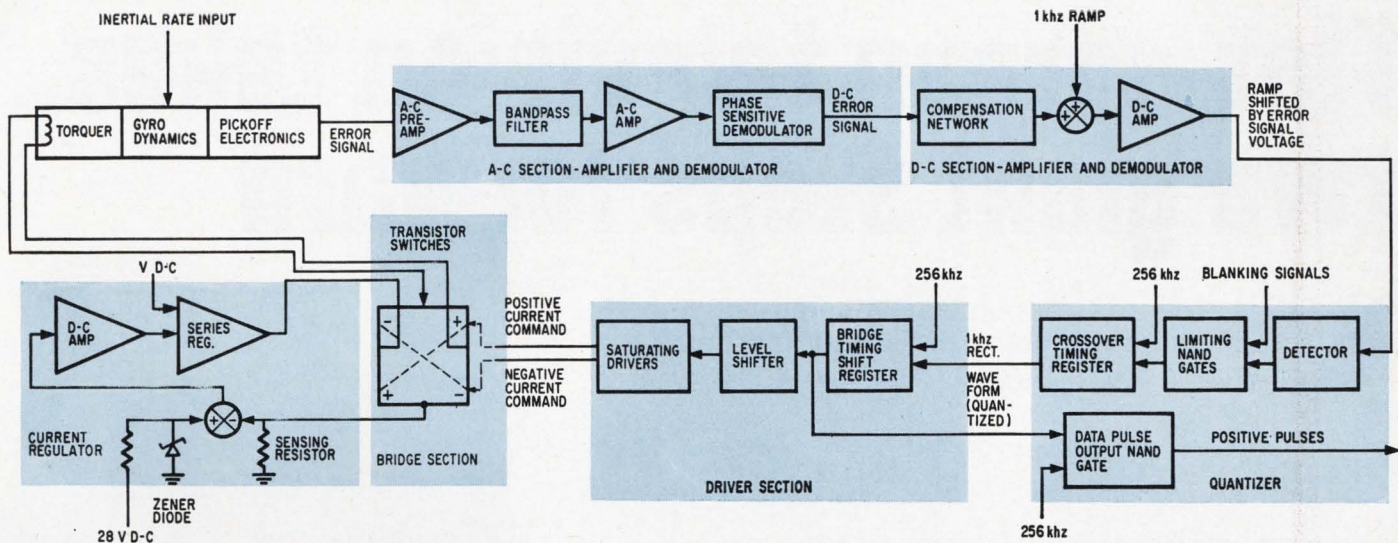 INERTIAL RATE INPUT
1 khz RAMP
TORQUER
GYRO
DYNAMICS
PICKOFF
ELECTRONICS
ERROR
SIGNAL
A-C
PRE-
AMP
BANDPASS
FILTER
A-C
AMP
PHASE
SENSITIVE
DEMODULATOR
D-C
ERROR
SIGNAL
A-C SECTION-AMPLIFIER AND DEMODULATOR
COMPENSATION
NETWORK
+
+
D-C
AMP
D-C SECTION-AMPLIFIER AND DEMODULATOR
RAMP
SHIFTED
BY ERROR
SIGNAL
VOLTAGE
TRANSISTOR
SWITCHES
V D-C
D-C
AMP
SERIES
REG.
+
-
CURRENT
REGULATOR
SENSING
RESISTOR
ZENER
DIODE
28 V D-C
-
+
+
-
BRIDGE SECTION
POSITIVE
CURRENT
COMMAND
NEGATIVE
CURRENT
COMMAND
SATURATING
DRIVERS
LEVEL
SHIFTER
BRIDGE
TIMING
SHIFT
REGISTER
256 khz
DRIVER SECTION
1khz
RECT.
WAVE
FORM
(QUAN-
TIZED)
256 khz
BLANKING SIGNALS
CROSSOVER
TIMING
REGISTER
LIMITING
NAND
GATES
DETECTOR
DATA PULSE
OUTPUT NAND
GATE
POSITIVE PULSES
QUANTIZER
256 khz